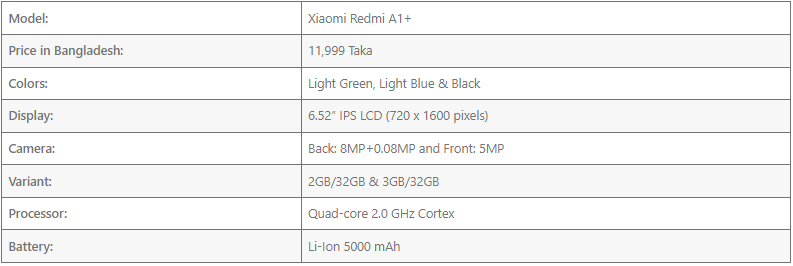 Model: Xiaomi Redmi A1+
Price in Bangladesh: 11,999 Taka
Colors: Light Green, Light Blue & Black
Display: 6.52″ IPS LCD (720 x 1600 pixels)
Camera: Back: 8MP+0.08MP and Front: 5MP
Variant: 2GB/32GB & 3GB/32GB
Processor: Quad-core 2.0 GHz Cortex
Battery: Li-Ion 5000 mAh